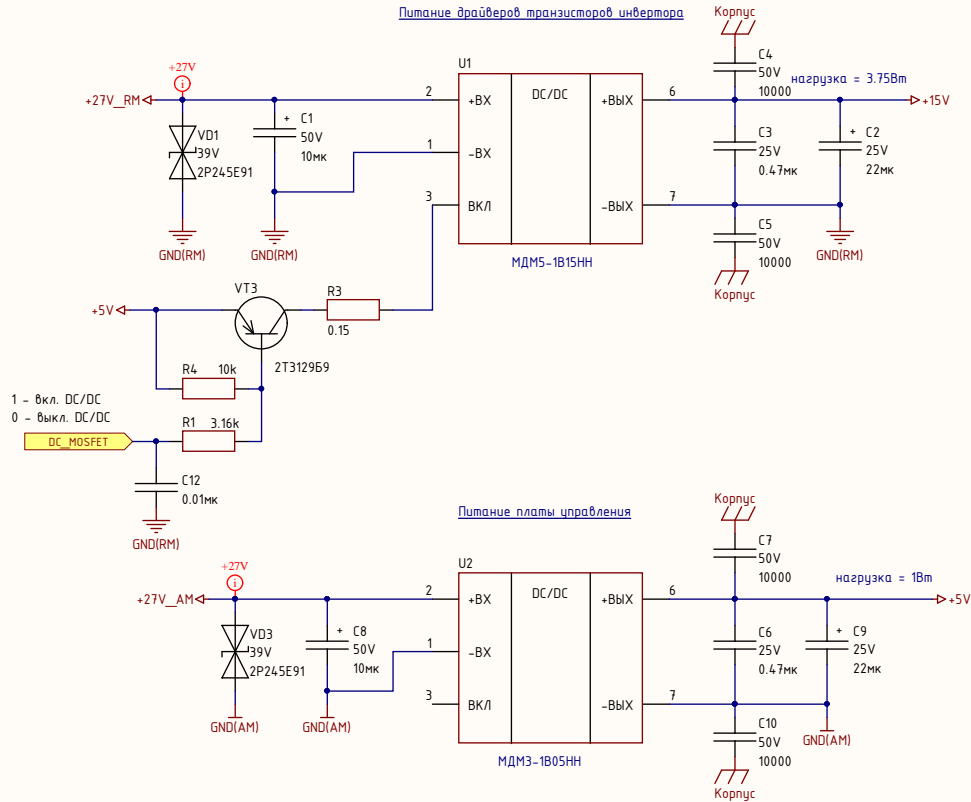 Питание драйверов транзисторов инвертора
Корпус
+27V
U1
C4
50V
10000
нагрузка = 3.75Вт
+27V_RM
2
+ВХ
DC/DC
+ВЫХ
6
+15V
VD1
39V
2Р245Е91
+
C1
50V
10мк
1
-ВХ
C3
25V
0.47мк
+
C2
25V
22мк
3
ВКЛ
-ВЫХ
7
GND(RM)
GND(RM)
МДМ5-1В15НН
C5
50V
10000
GND(RM)
Корпус
VT3
R3
+5V
0.15
2Т3129Б9
R4
10k
1 - вкл. DC/DC
0 - выкл. DC/DC
R1
3.16k
DC_MOSFET
C12
0.01мк
GND(RM)
Питание платы управления
Корпус
+27V
U2
C7
50V
10000
нагрузка = 1Вт
+27V_AM
2
+ВХ
DC/DC
+ВЫХ
6
+5V
VD3
39V
2Р245Е91
+
C8
50V
10мк
1
-ВХ
C6
25V
0.47мк
+
C9
25V
22мк
3
ВКЛ
-ВЫХ
7
GND(AM)
GND(AM)
МДМ3-1В05НН
C10
50V
10000
GND(AM)
Корпус